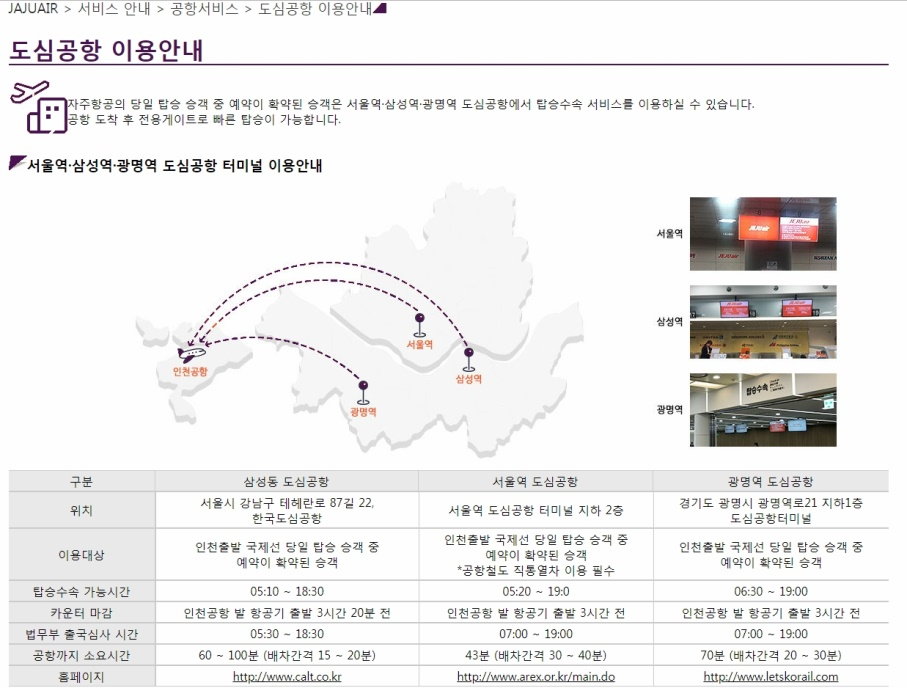 JAJUAIR > 서비스 안내 > 공항서비스 > 도심공항 이용안내
도심공항 이용안내
자주항공의 당일 탑승 승객 중 예약이 확약된 승객은 서울역·삼성역·광명역 도심공항에서 탑승수속 서비스를 이용하실 수 있습니다.
공항 도착 후 전용게이트로 빠른 탑승이 가능합니다.
서울역·삼성역·광명역 도심공항 터미널 이용안내
서울역
JEJUair
삼성역
광명역
탑승수속
인천공항
서울역
삼성역
광명역
구분 삼성동 도심공항 서울역 도심공항 광명역 도심공항
위치 서울시 강남구 테헤란로 87길 22, 한국도심공항 서울역 도심공항 터미널 지하 2층 경기도 광명시 광명역로21 지하1층 도심공항터미널
이용대상 인천출발 국제선 당일 탑승 승객 중 예약이 확약된 승객 인천출발 국제선 당일 탑승 승객 중 예약이 확약된 승객 *공항철도 직통열차 이용 필수 인천출발 국제선 당일 탑승 승객 중 예약이 확약된 승객
탑승수속 가능시간 05:10 ~ 18:30 05:20 ~ 19:0 06:30 ~ 19:00
카운터 마감 인천공항 발 항공기 출발 3시간 20분 전 인천공항 발 항공기 출발 3시간 전 인천공항 발 항공기 출발 3시간 전
법무부 출국심사 시간 05:30 ~ 18:30 07:00 ~ 19:00 07:00 ~ 19:00
공항까지 소요시간 60 ~ 100분 (배차간격 15 ~ 20분) 43분 (배차간격 30 ~ 40분) 70분 (배차간격 20 ~ 30분)
홈페이지 http://www.calt.co.kr http://www.arex.or.kr/main.do http://www.letskorail.com